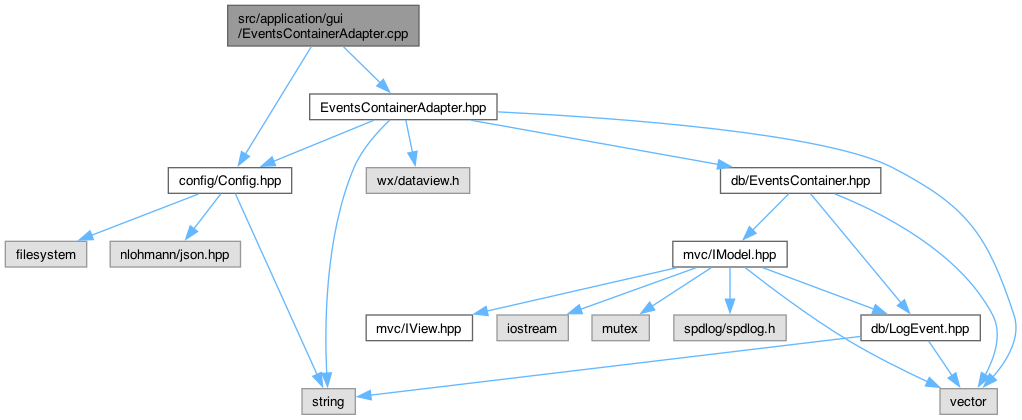 src/application/gui
/EventsContainerAdapter.cpp
EventsContainerAdapter.hpp
config/Config.hpp
wx/dataview.h
db/EventsContainer.hpp
filesystem
nlohmann/json.hpp
mvc/IModel.hpp
mvc/IView.hpp
iostream
mutex
spdlog/spdlog.h
db/LogEvent.hpp
string
vector